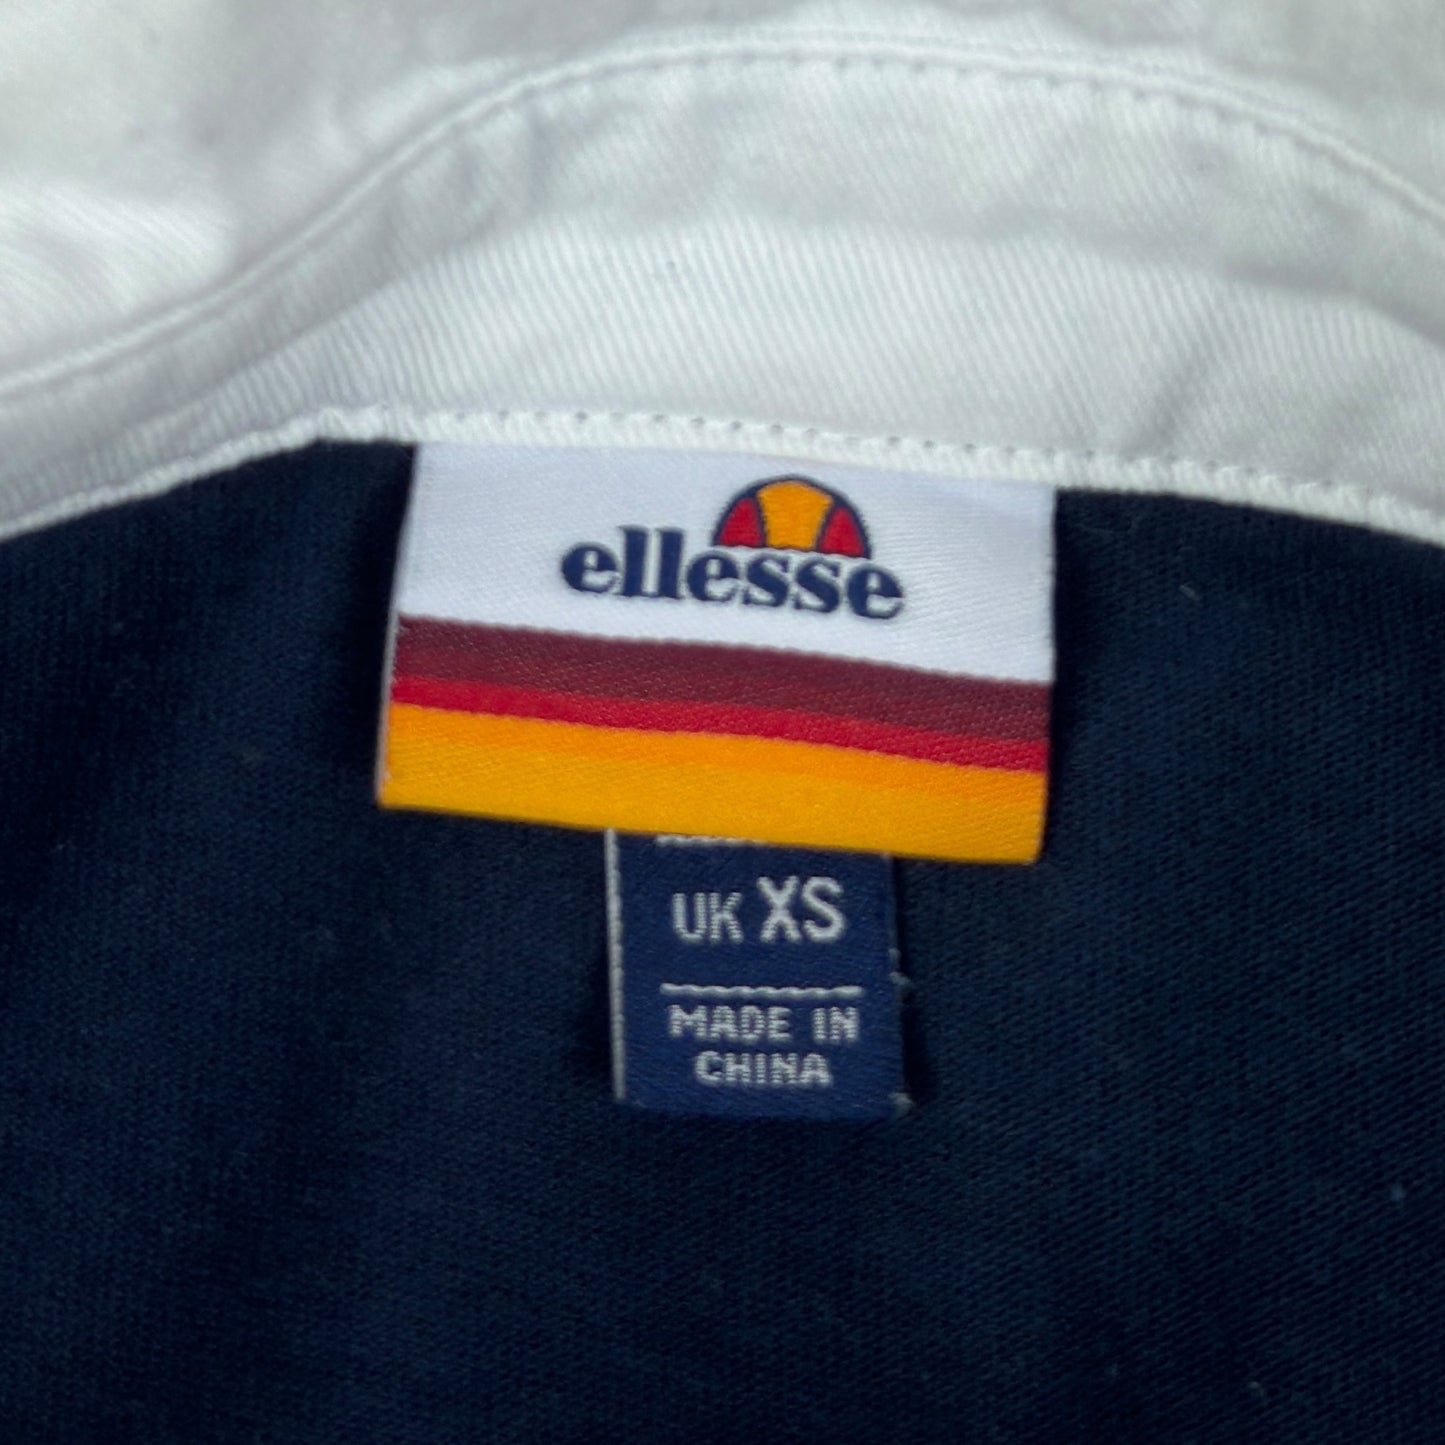 ellesse
UK XS
MADE IN
CHINA